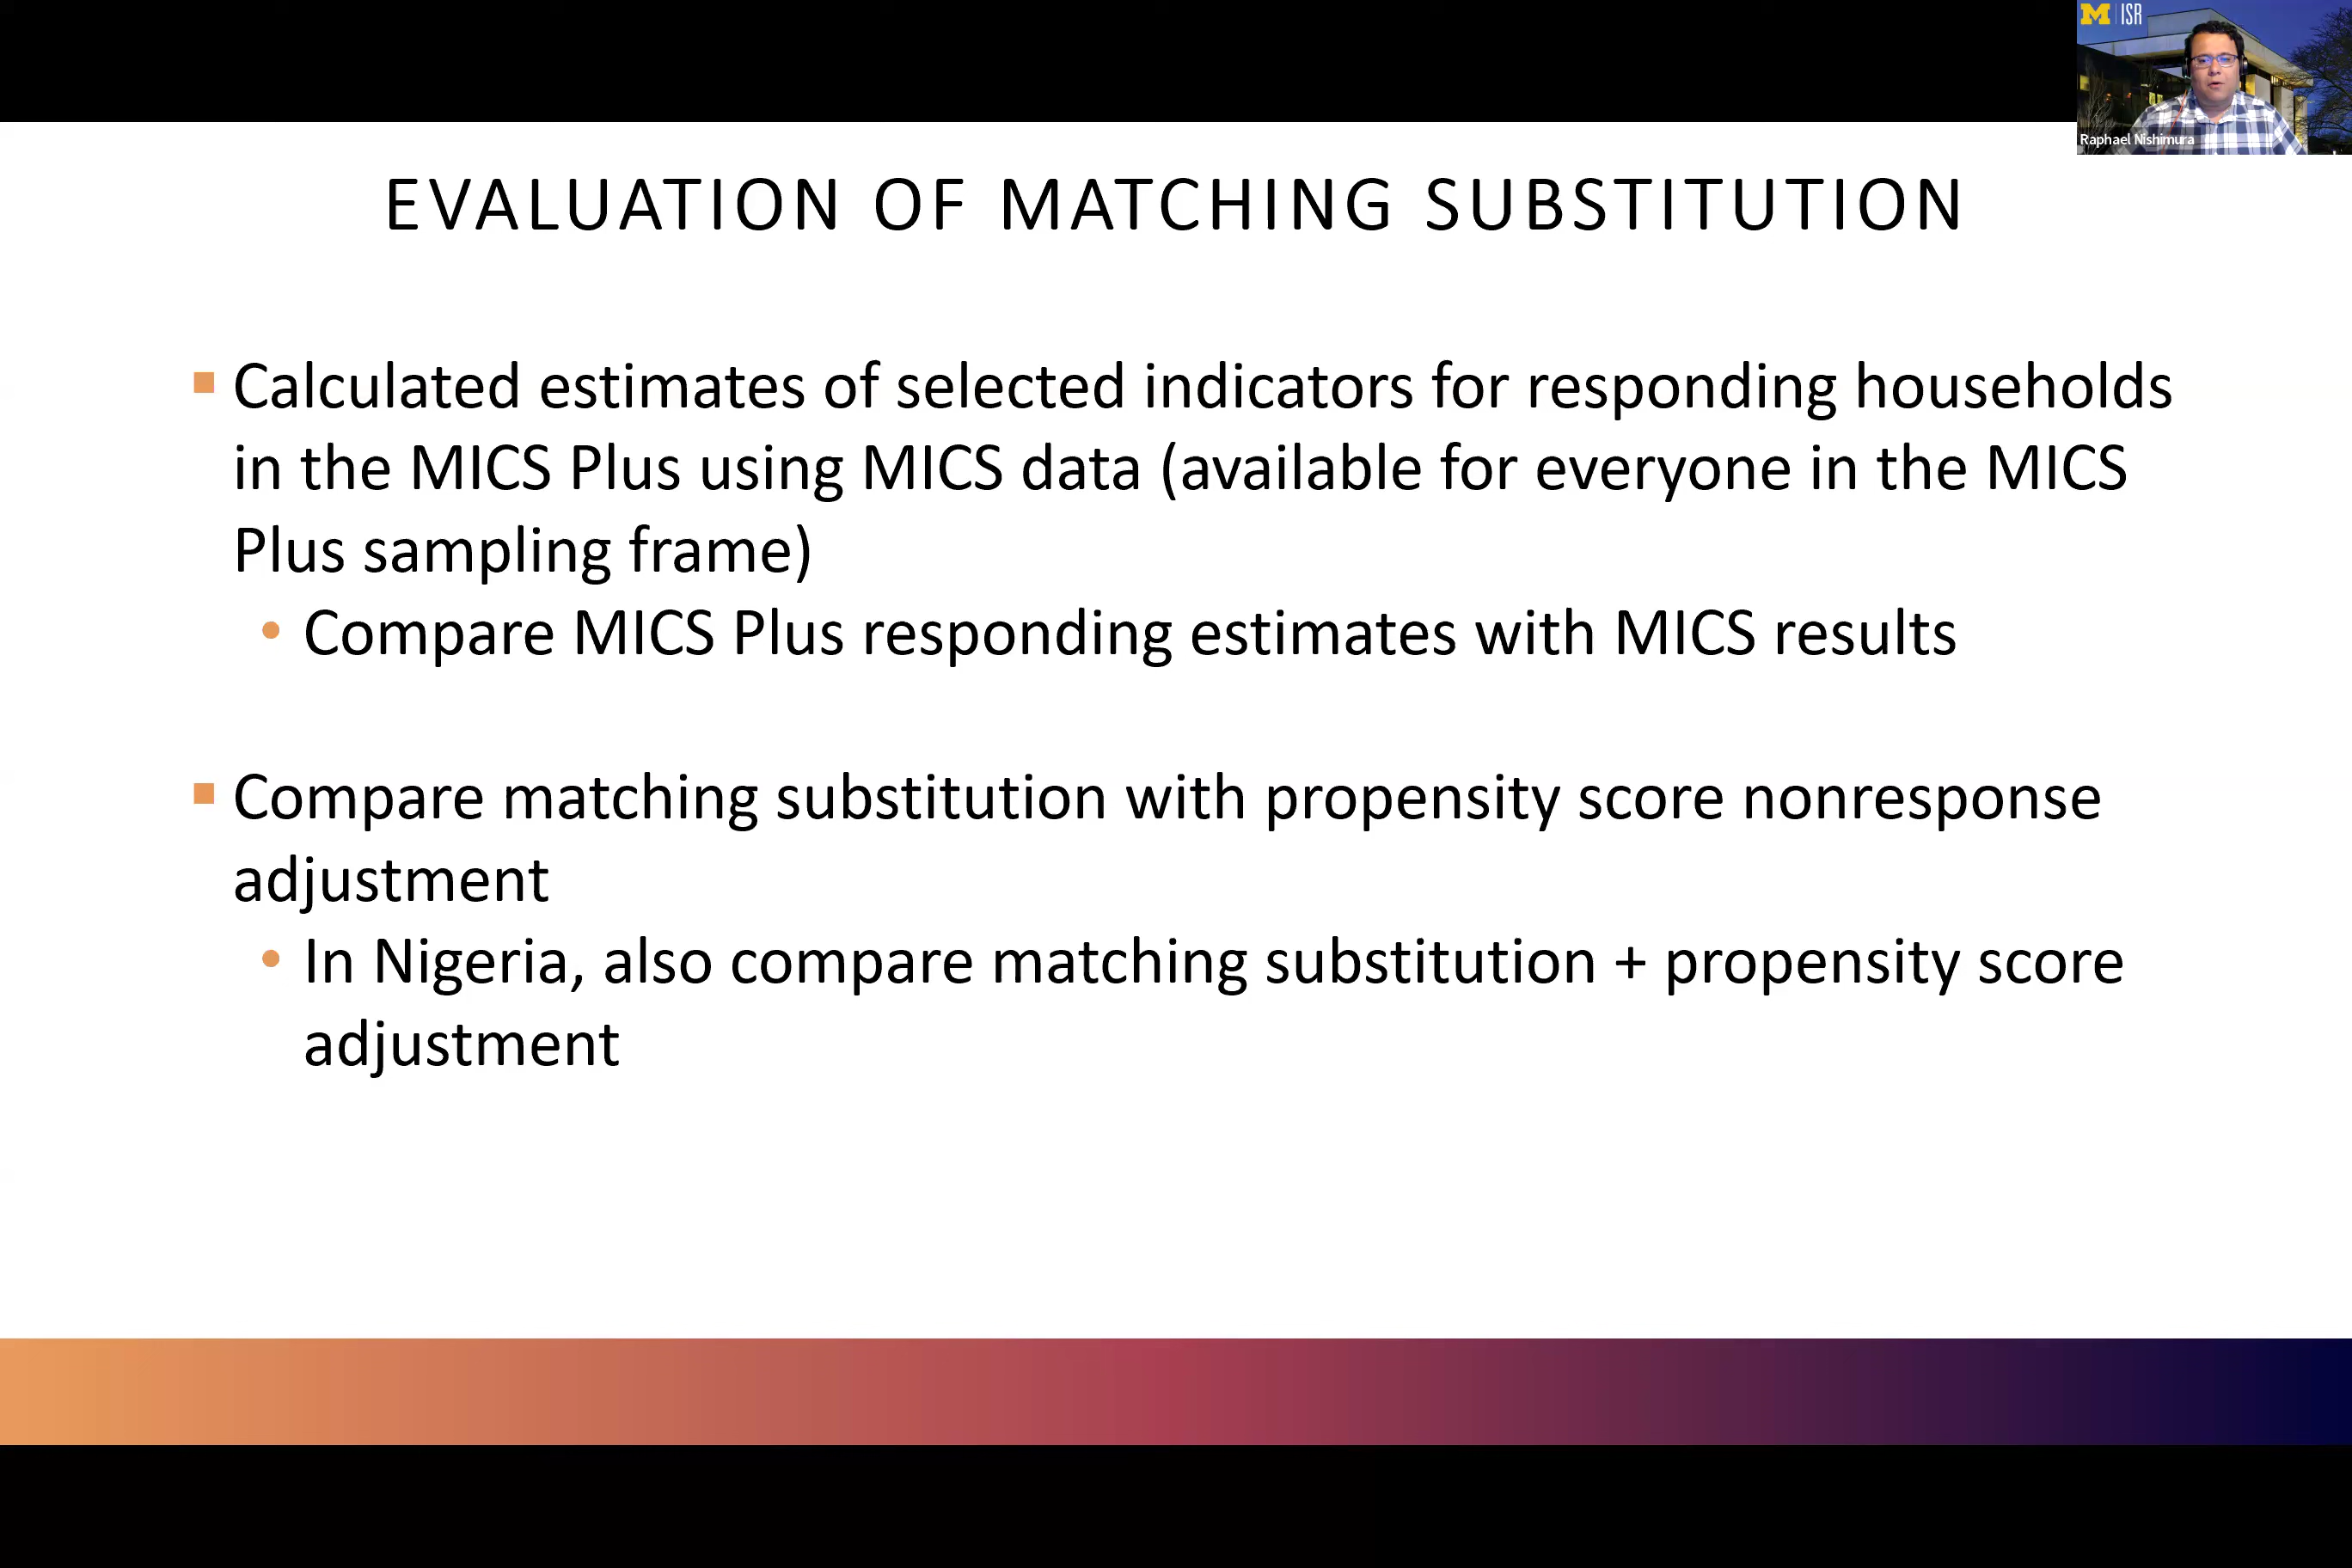 M | ISR
Raphael Nishimura
EVALUATION OF MATCHING SUBSTITUTION
▪ Calculated estimates of selected indicators for responding households
in the MICS Plus using MICS data (available for everyone in the MICS
Plus sampling frame)
• Compare MICS Plus responding estimates with MICS results
▪ Compare matching substitution with propensity score nonresponse
adjustment
• In Nigeria, also compare matching substitution + propensity score
adjustment